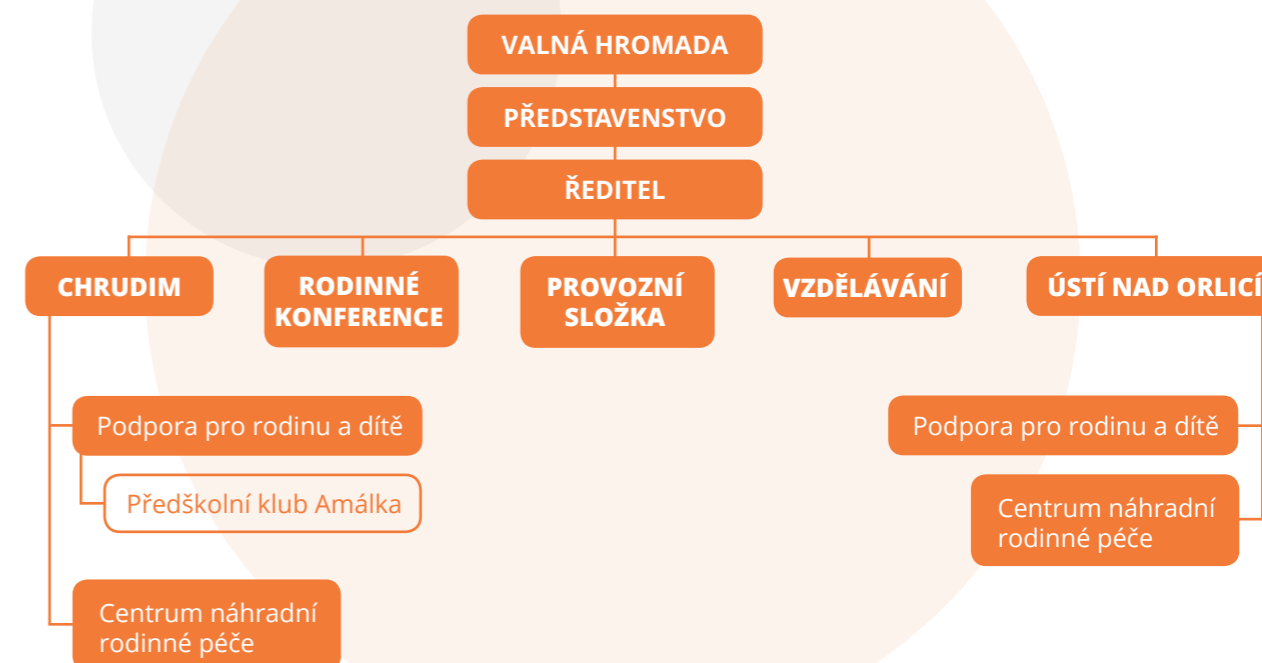 VALNÁ HROMADA
PŘEDSTAVENSTVO
ŘEDITEL
CHRUDIM
RODINNÉ
KONFERENCE
PROVOZNÍ
SLOŽKA
VZDĚLÁVÁNÍ
ÚSTÍ NAD ORLICÍ
Podpora pro rodinu a dítě
Předškolní klub Amálka
Centrum náhradní
rodinné péče
Podpora pro rodinu a dítě
Centrum náhradní
rodinné péče